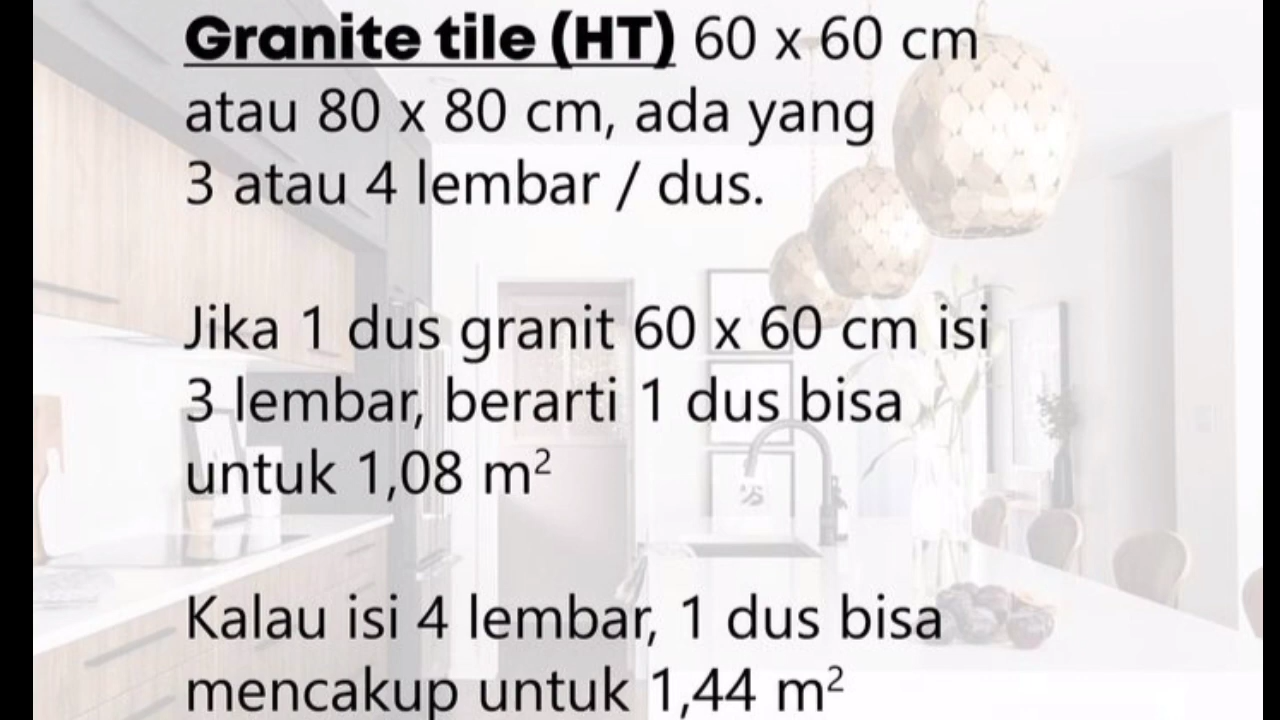 Granite tile (HT) 60 x 60 cm
atau 80 x 80 cm, ada yang
3 atau 4 lembar / dus.
Jika 1 dus granit 60 x 60 cm isi
3 lembar, berarti 1 dus bisa
untuk 1,08 m²
Kalau isi 4 lembar, 1 dus bisa
mencakup untuk 1,44 m²